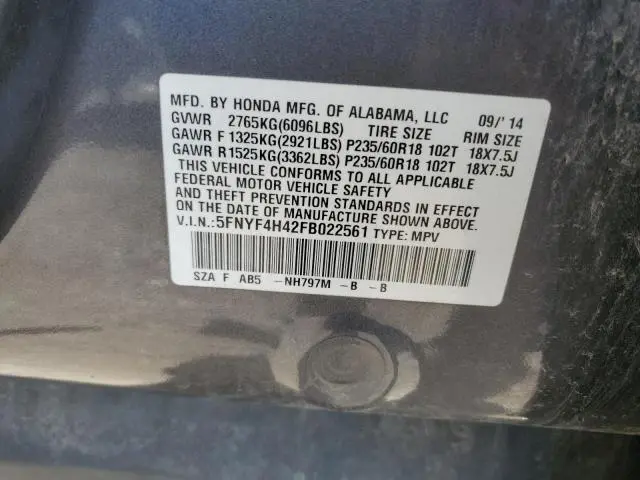 MFD. BY HONDA MFG. OF ALABAMA, LLC 09/'14
GVWR 2765KG(6096LBS) TIRE SIZE RIM SIZE
GAWR F 1325KG(2921LBS) P235/60R18 102T 18X7.5J
GAWR R 1525KG(3362LBS) P235/60R18 102T 18X7.5J
THIS VEHICLE CONFORMS TO ALL APPLICABLE
FEDERAL MOTOR VEHICLE SAFETY
AND THEFT PREVENTION STANDARDS IN EFFECT
ON THE DATE OF MANUFACTURE SHOWN ABOVE.
V.I.N.:5FNYF4H42FB022561 TYPE: MPV
SZA F AB5 -NH797M -B -B